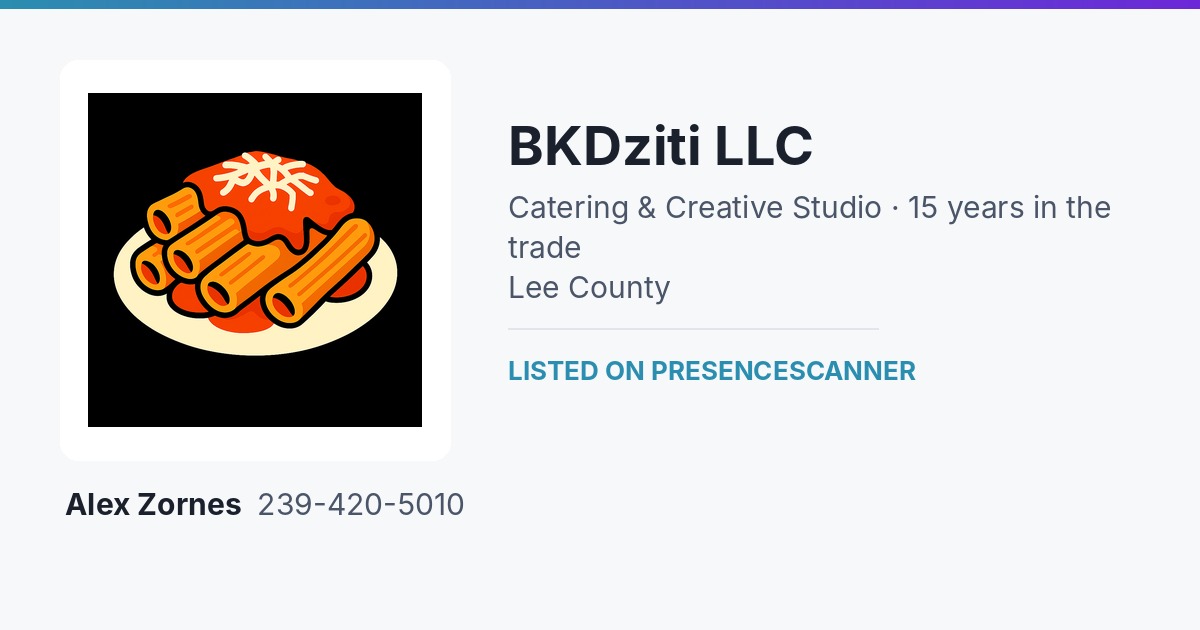 BKDziti LLC
Catering & Creative Studio · 15 years in the
trade
Lee County
LISTED ON PRESENCESCANNER
Alex Zornes 239-420-5010